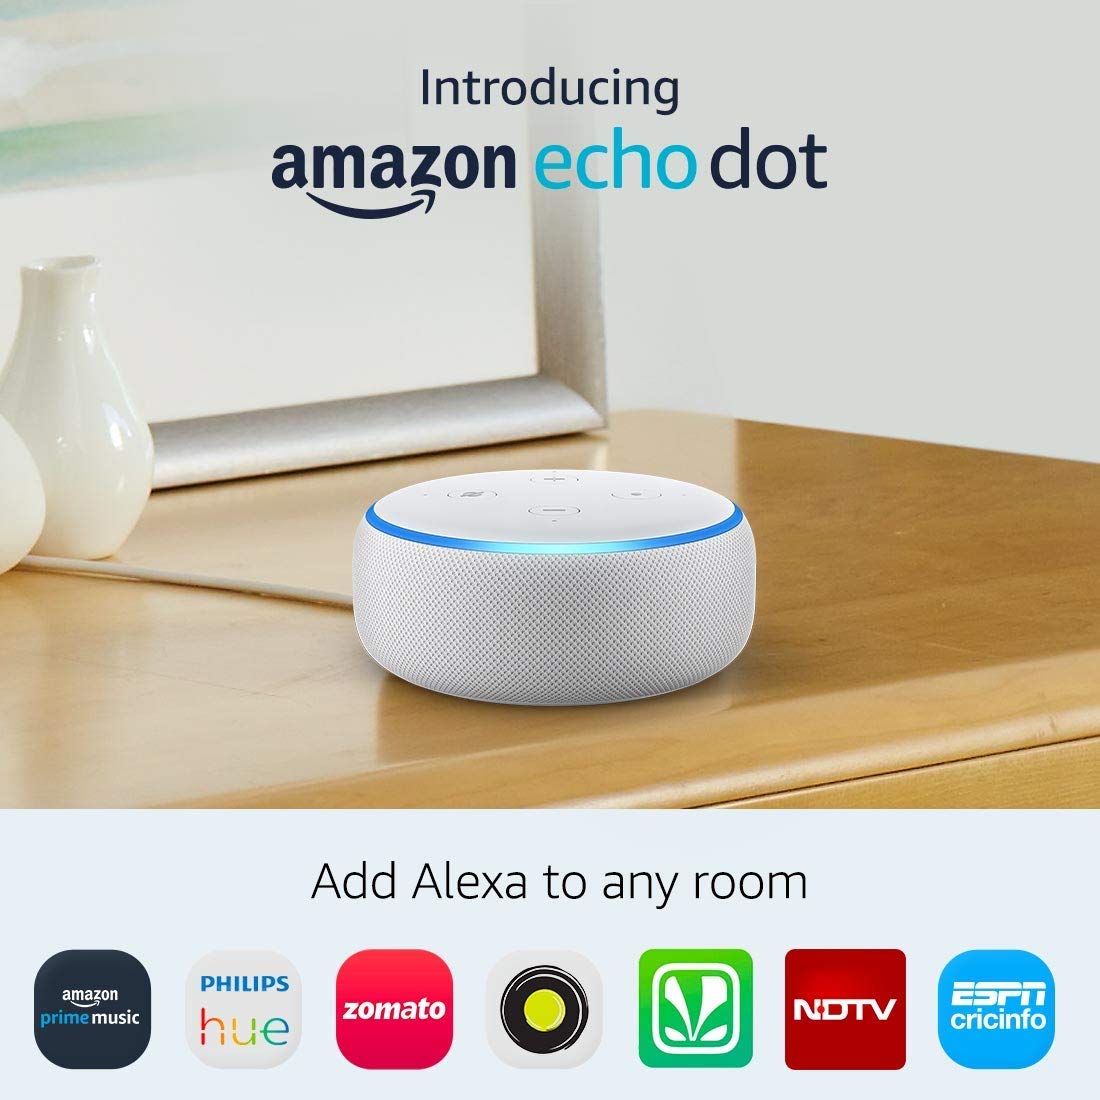 Introducing
amazon echo dot
Add Alexa to any room
amazon
prime music
PHILIPS
hue
zomato
NDTV
ESPN
cricinfo